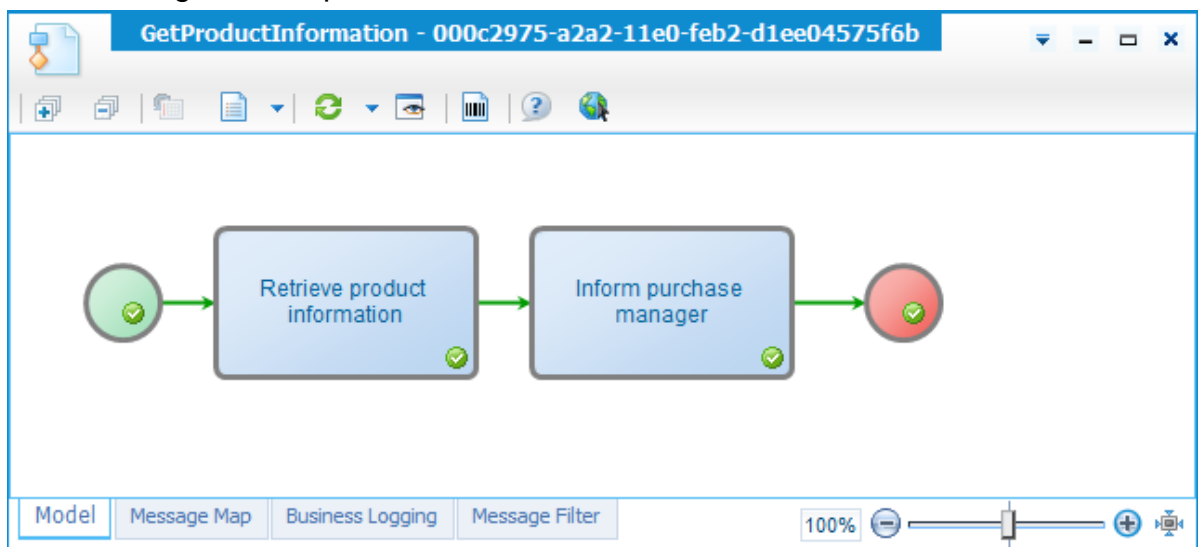 GetProductInformation - 000c2975-a2a2-11e0-feb2-d1ee04575f6b
Retrieve product
information
Inform purchase
manager
Model
Message Map
Business Logging
Message Filter
100%